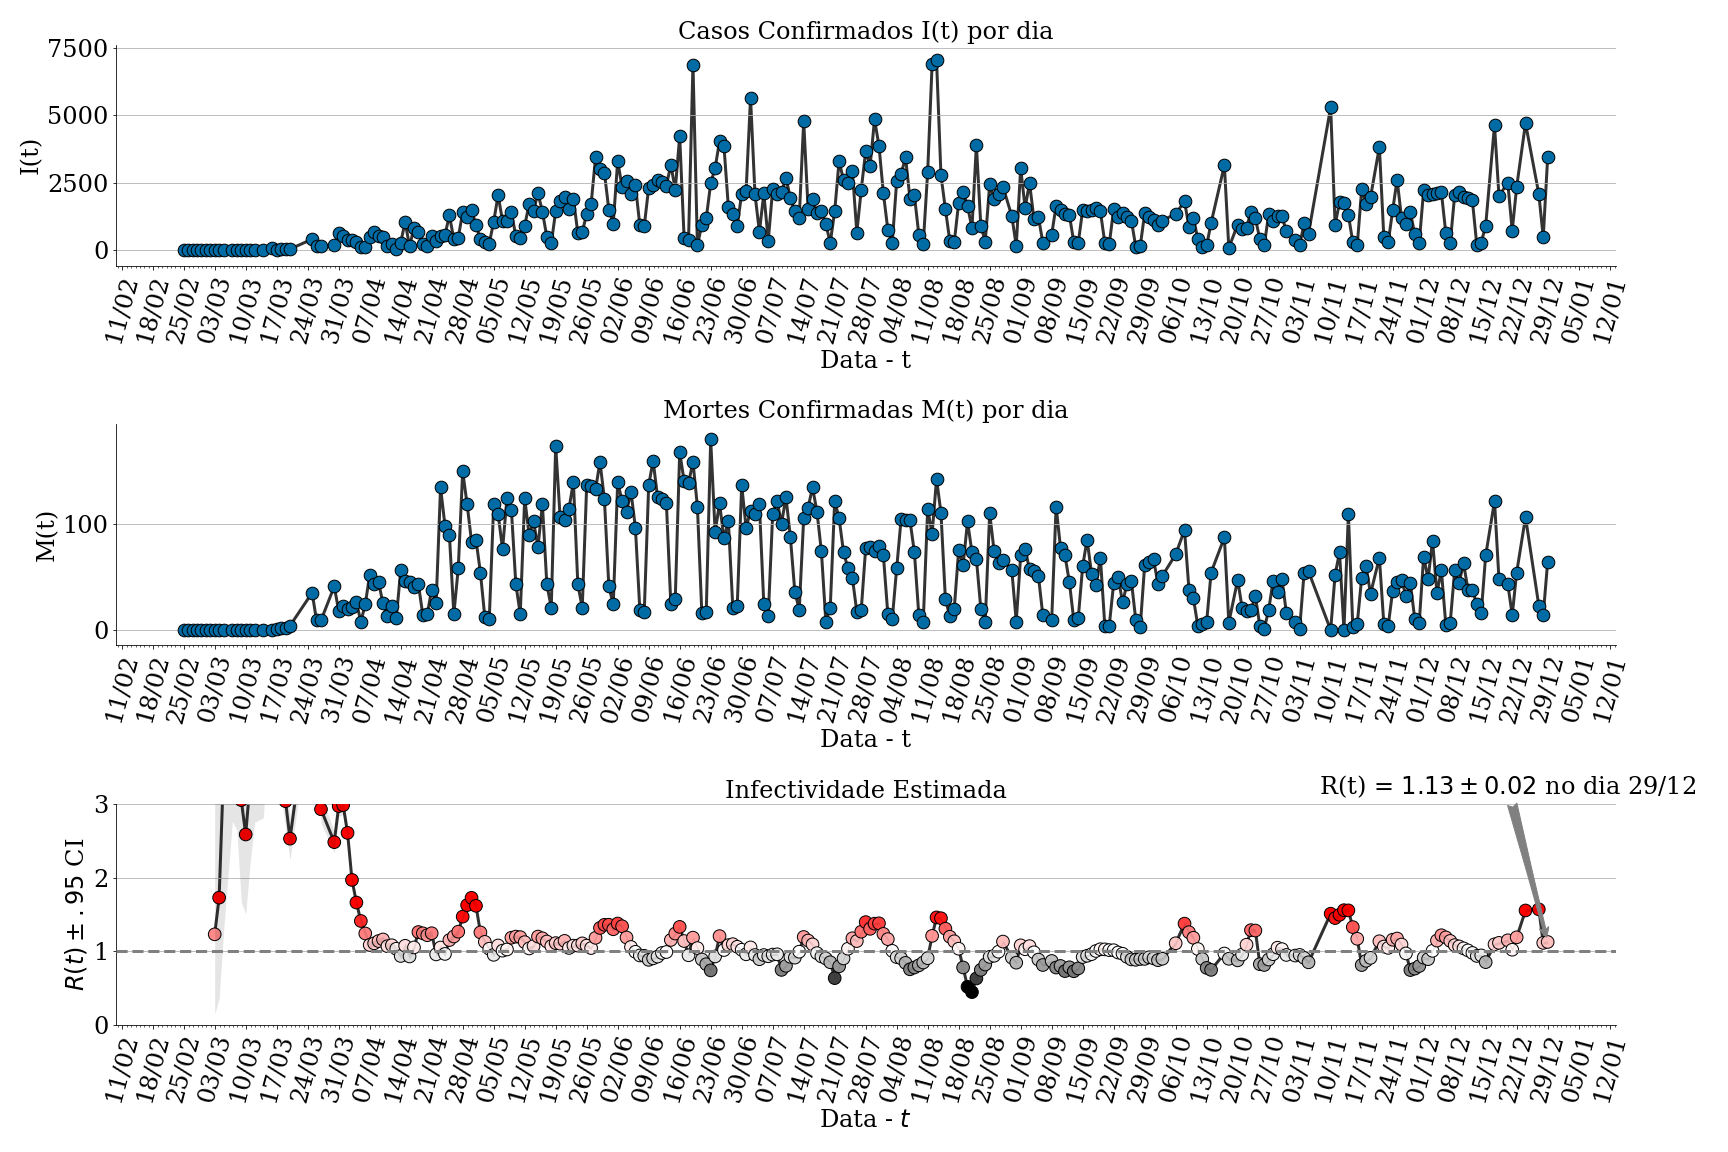 Casos Confirmados I(t) por dia
7500
5000
2500
0
I(t)
11/02 18/02 25/02 03/03 10/03 17/03 24/03 31/03 07/04 14/04 21/04 28/04 05/05 12/05 19/05 26/05 02/06 09/06 16/06 23/06 30/06 07/07 14/07 21/07 28/07 04/08 11/08 18/08 25/08 01/09 08/09 15/09 22/09 29/09 06/10 13/10 20/10 27/10 03/11 10/11 17/11 24/11 01/12 08/12 15/12 22/12 29/12 05/01 12/01
Data - t
Mortes Confirmadas M(t) por dia
100
0
M(t)
11/02 18/02 25/02 03/03 10/03 17/03 24/03 31/03 07/04 14/04 21/04 28/04 05/05 12/05 19/05 26/05 02/06 09/06 16/06 23/06 30/06 07/07 14/07 21/07 28/07 04/08 11/08 18/08 25/08 01/09 08/09 15/09 22/09 29/09 06/10 13/10 20/10 27/10 03/11 10/11 17/11 24/11 01/12 08/12 15/12 22/12 29/12 05/01 12/01
Data - t
Infectividade Estimada
R(t) = 1.13 ± 0.02 no dia 29/12
3
2
1
0
R(t) ± .95 CI
11/02 18/02 25/02 03/03 10/03 17/03 24/03 31/03 07/04 14/04 21/04 28/04 05/05 12/05 19/05 26/05 02/06 09/06 16/06 23/06 30/06 07/07 14/07 21/07 28/07 04/08 11/08 18/08 25/08 01/09 08/09 15/09 22/09 29/09 06/10 13/10 20/10 27/10 03/11 10/11 17/11 24/11 01/12 08/12 15/12 22/12 29/12 05/01 12/01
Data - t